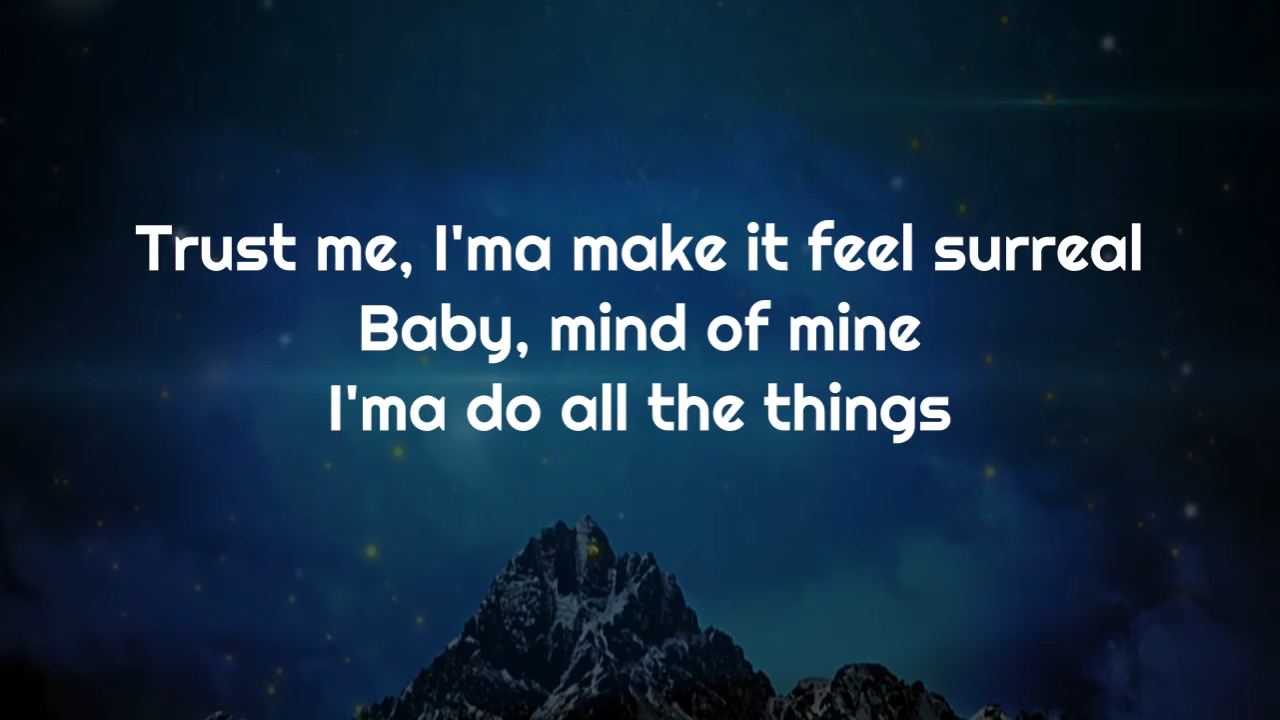 Trust me, I'ma make it feel surreal
Baby, mind of mine
I'ma do all the things